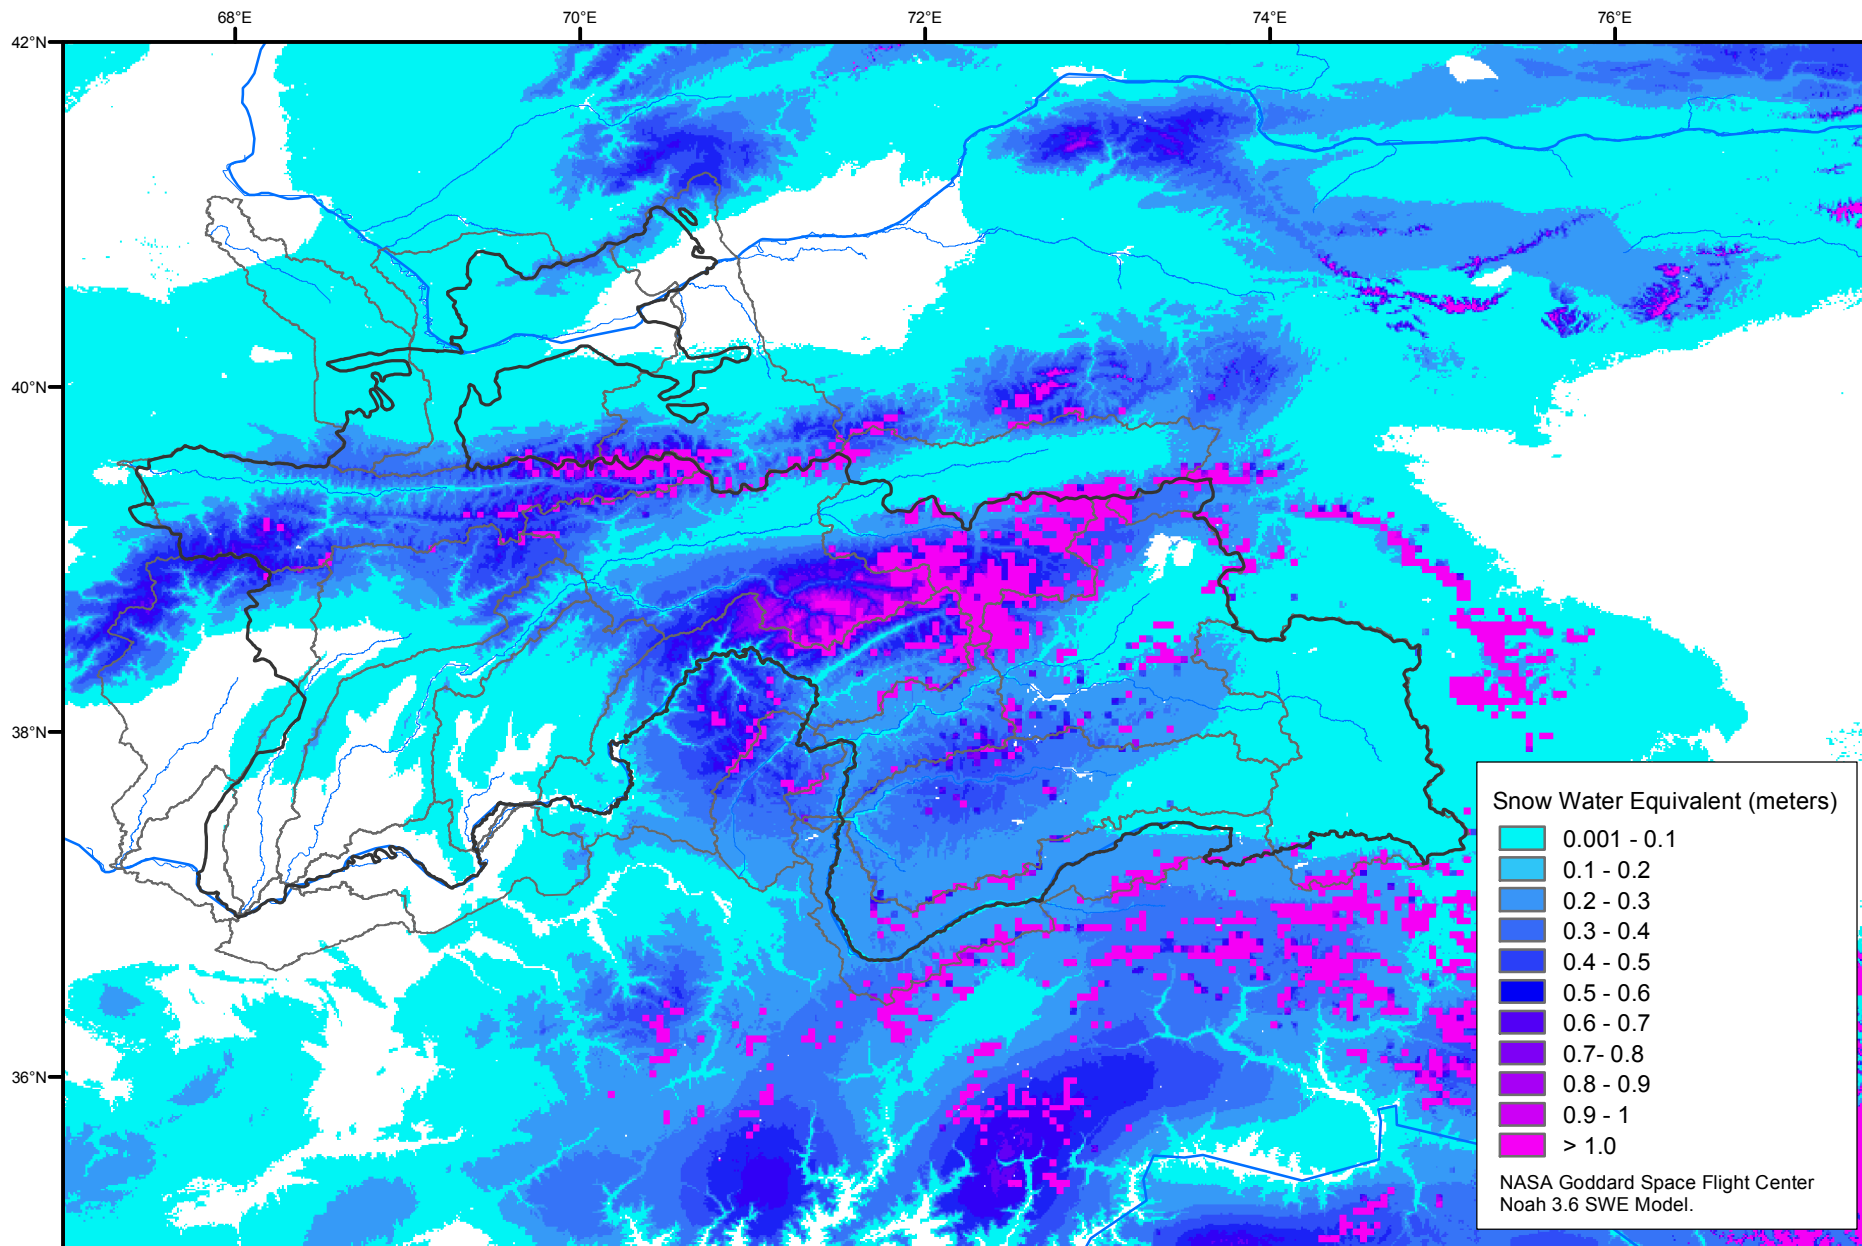 68°E
70°E
72°E
74°E
76°E
42°N
40°N
38°N
36°N
Snow Water Equivalent (meters)
0.001 - 0.1
0.1 - 0.2
0.2 - 0.3
0.3 - 0.4
0.4 - 0.5
0.5 - 0.6
0.6 - 0.7
0.7- 0.8
0.8 - 0.9
0.9 - 1
> 1.0
NASA Goddard Space Flight Center
Noah 3.6 SWE Model.